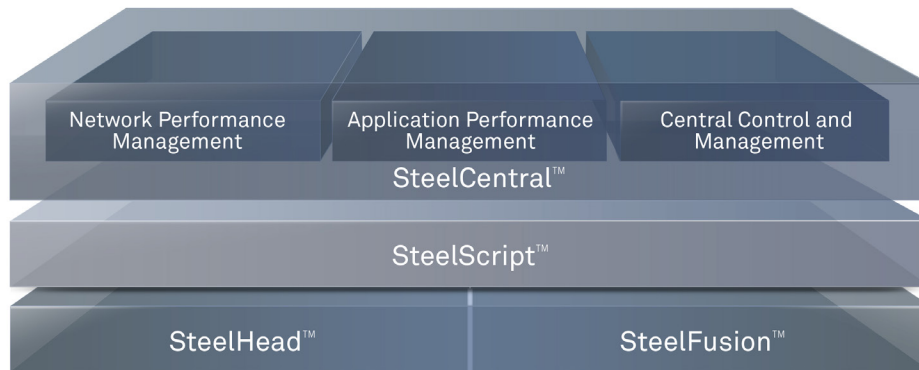 Network Performance
Management
Application Performance
Management
Central Control and
Management
SteelCentral™
SteelScript™
SteelHead™
SteelFusion™